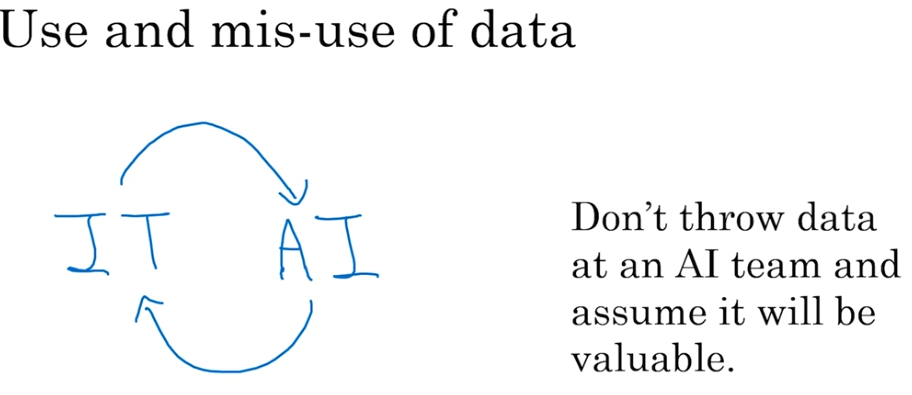 Use and mis-use of data
IT AI
Don't throw data
at an AI team and
assume it will be
valuable.